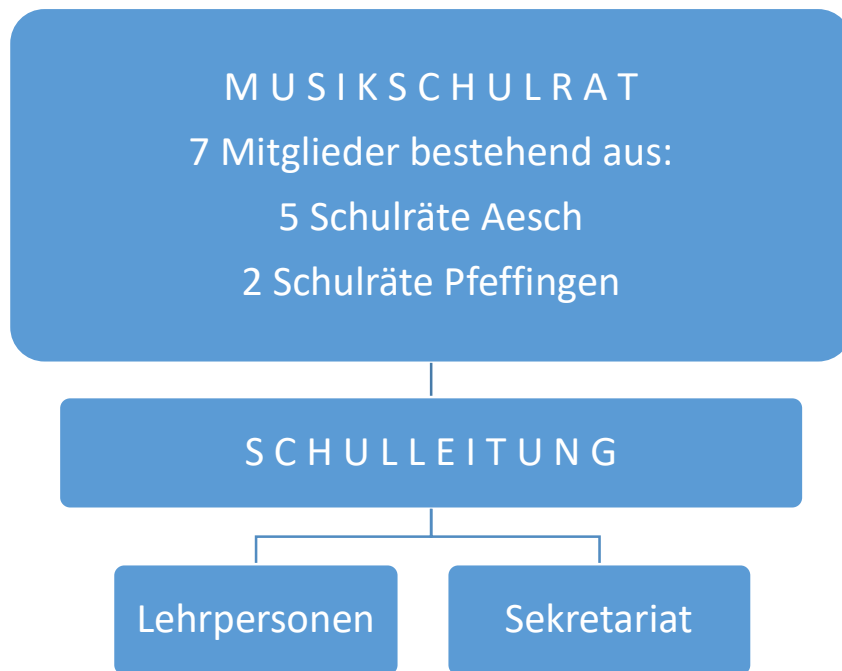 M U S I K S C H U L R A T
7 Mitglieder bestehend aus:
5 Schulräte Aesch
2 Schulräte Pfeffingen
S C H U L L E I T U N G
Lehrpersonen
Sekretariat